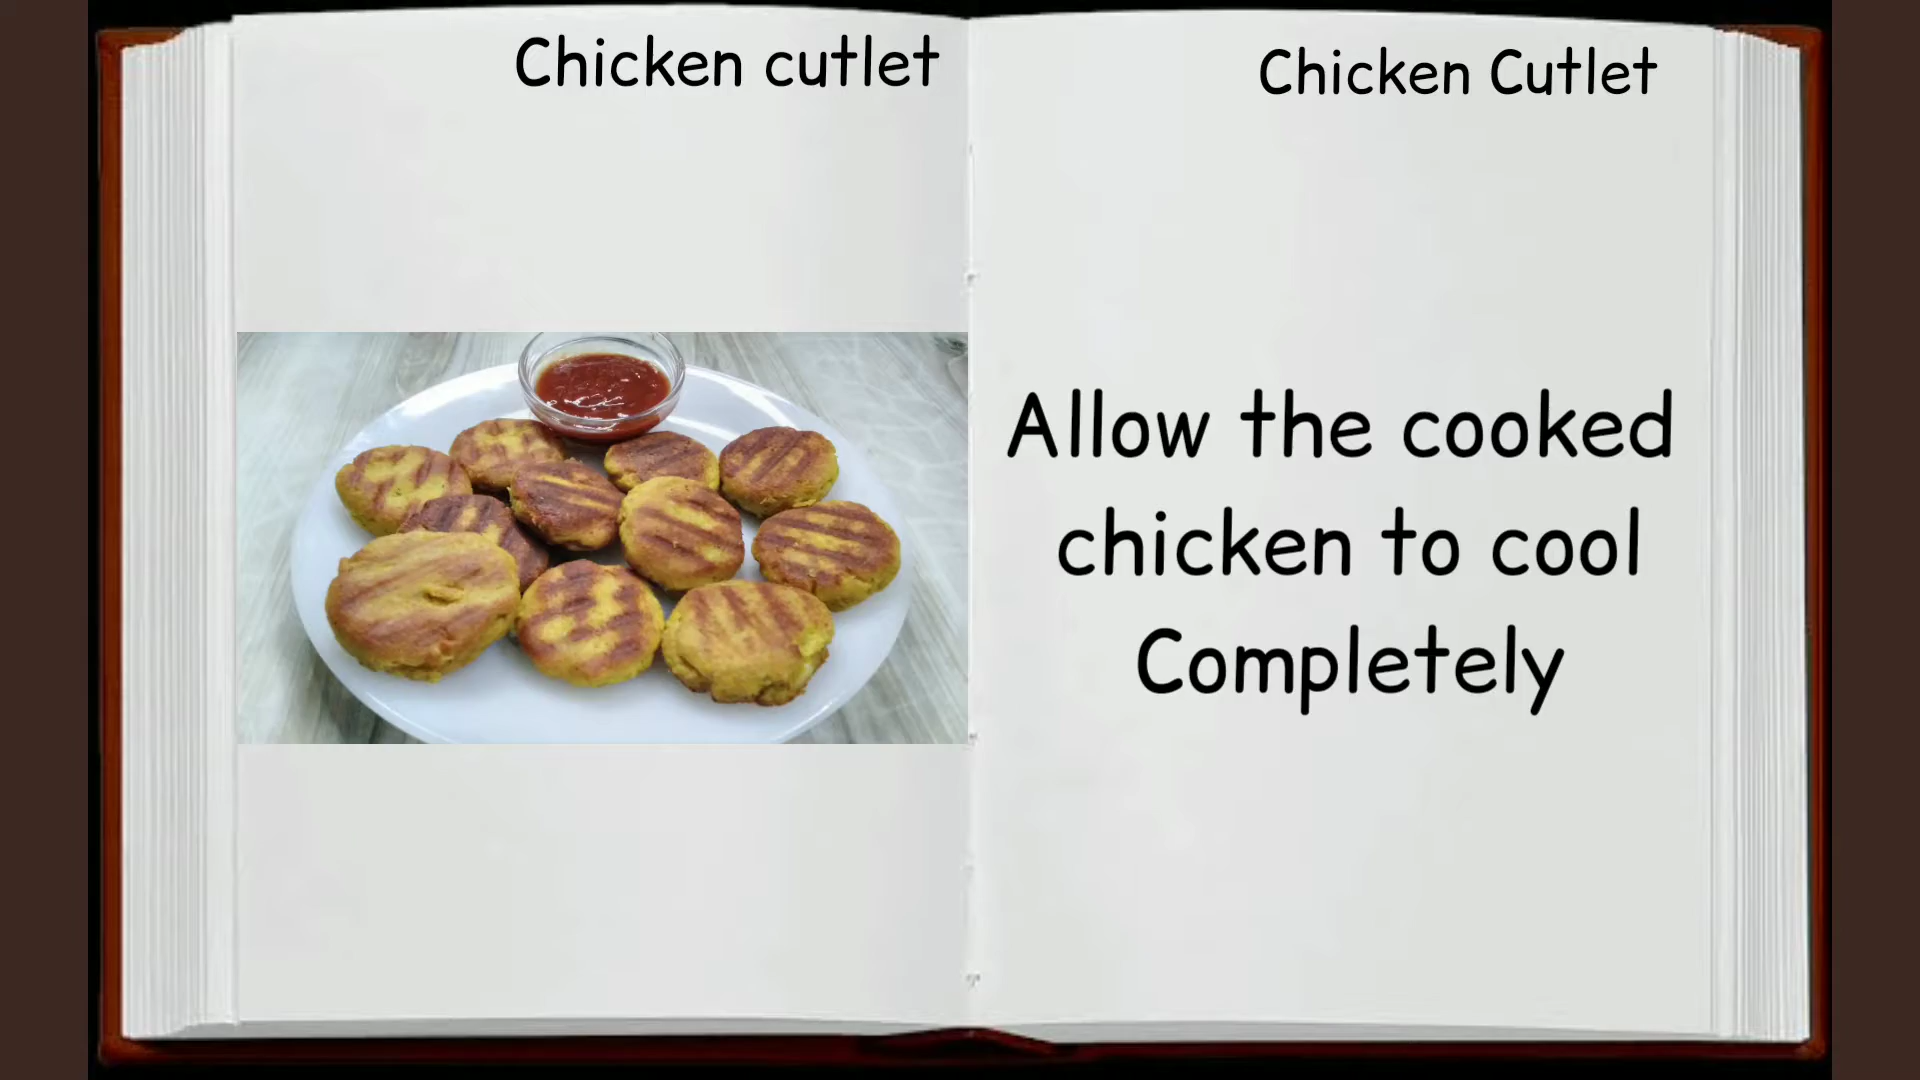 Chicken cutlet
Chicken Cutlet
Allow the cooked
chicken to cool
Completely